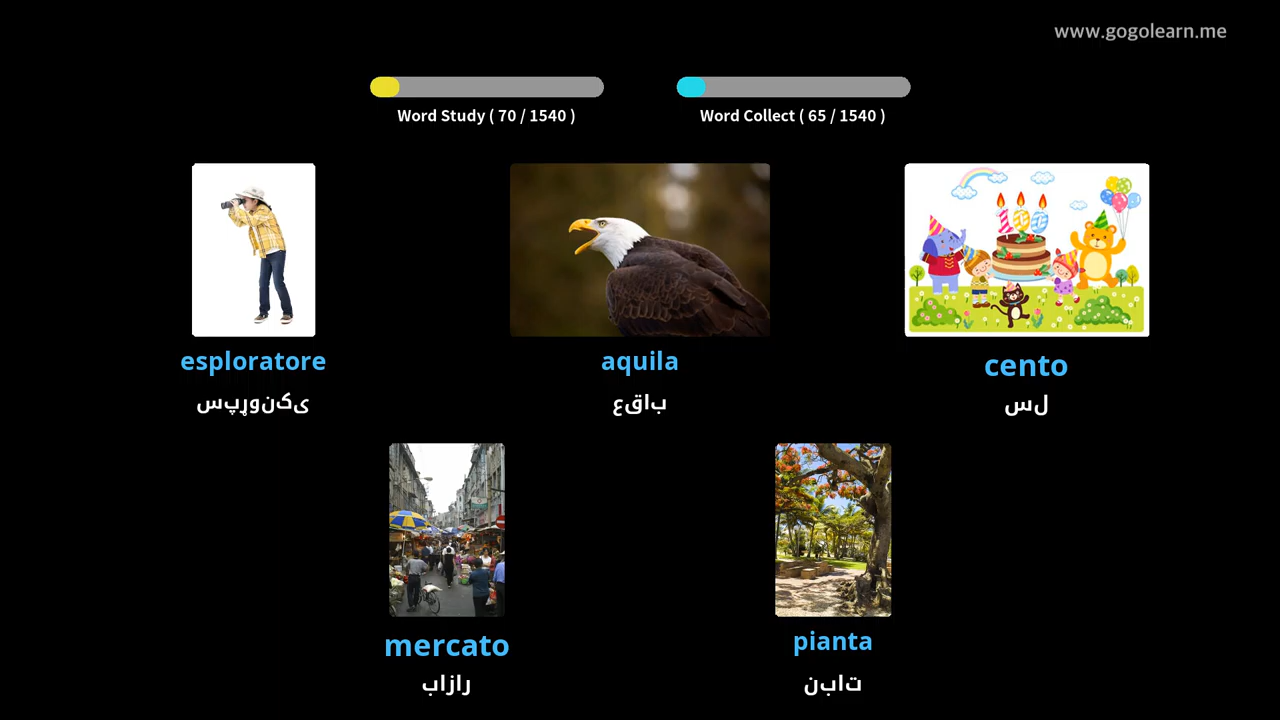 www.gogolearn.me
Word Study ( 70 / 1540 )
Word Collect ( 65 / 1540 )
esploratore
یکنوړپس
aquila
باقع
cento
لس
mercato
رازاب
pianta
تابن